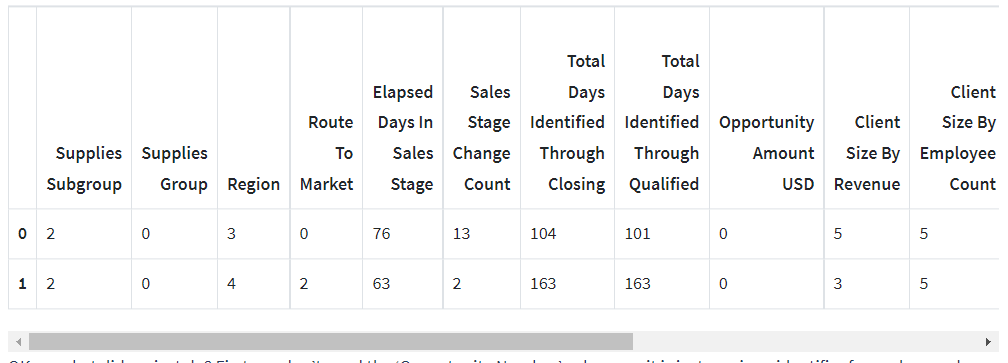 Supplies
Subgroup
Supplies
Group
Region
Route
To
Market
Elapsed
Days In
Sales
Stage
Sales
Stage
Change
Count
Total
Days
Identified
Through
Closing
Total
Days
Identified
Through
Qualified
Opportunity
Amount
USD
Client
Size By
Revenue
Client
Size By
Employee
Count
0 2 0 3 0 76 13 104 101 0 5 5
1 2 0 4 2 63 2 163 163 0 3 5